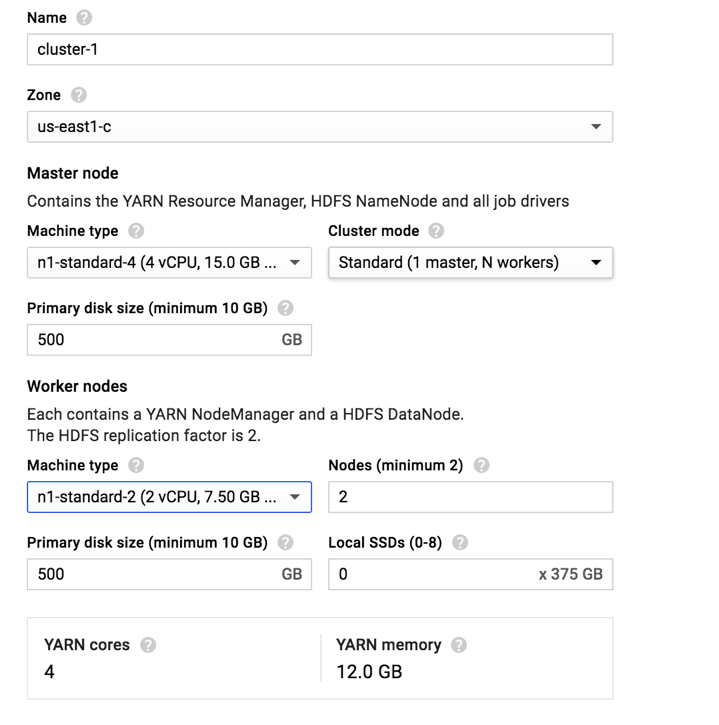 Name
cluster-1
Zone
us-east1-c
Master node
Contains the YARN Resource Manager, HDFS NameNode and all job drivers
Machine type Cluster mode
n1-standard-4 (4 vCPU, 15.0 GB ... Standard (1 master, N workers)
Primary disk size (minimum 10 GB)
500 GB
Worker nodes
Each contains a YARN NodeManager and a HDFS DataNode.
The HDFS replication factor is 2.
Machine type Nodes (minimum 2)
n1-standard-2 (2 vCPU, 7.50 GB ... 2
Primary disk size (minimum 10 GB) Local SSDs (0-8)
500 GB 0 x 375 GB
YARN cores YARN memory
4 12.0 GB